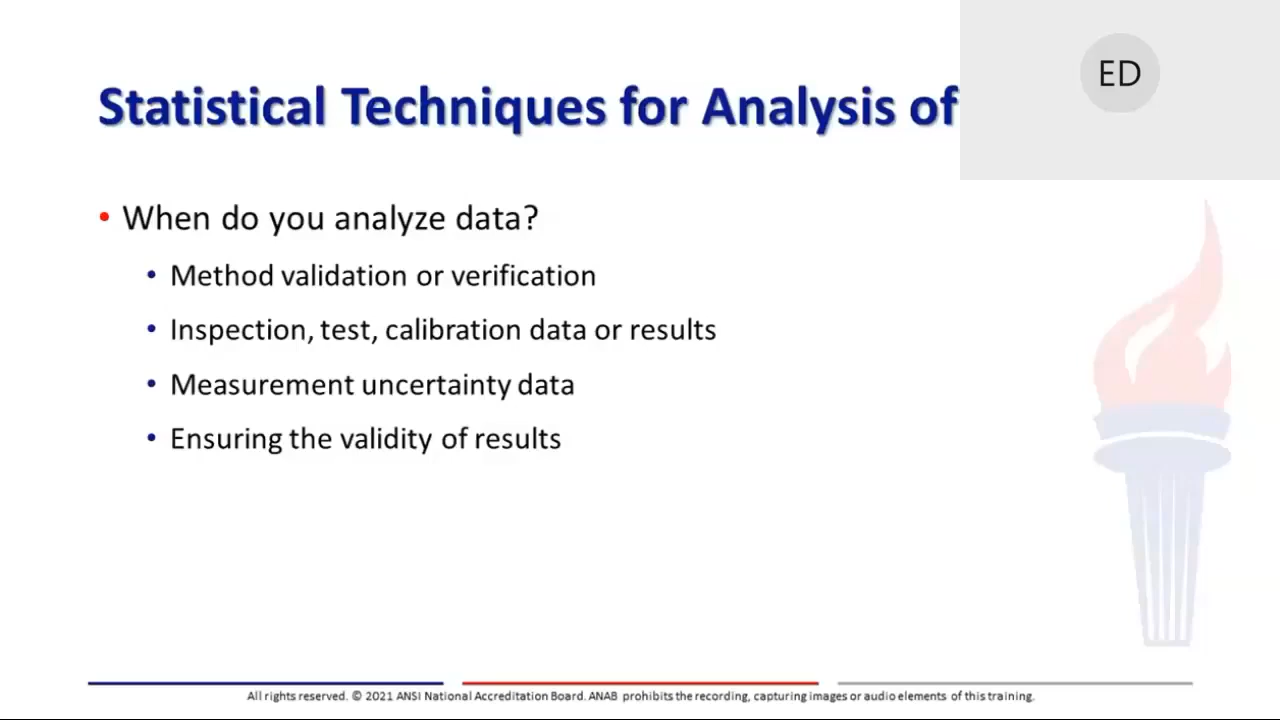 Statistical Techniques for Analysis of
ED
• When do you analyze data?
• Method validation or verification
• Inspection, test, calibration data or results
• Measurement uncertainty data
• Ensuring the validity of results
All rights reserved. © 2021 ANSI National Accreditation Board. ANAB prohibits the recording, capturing images or audio elements of this training.